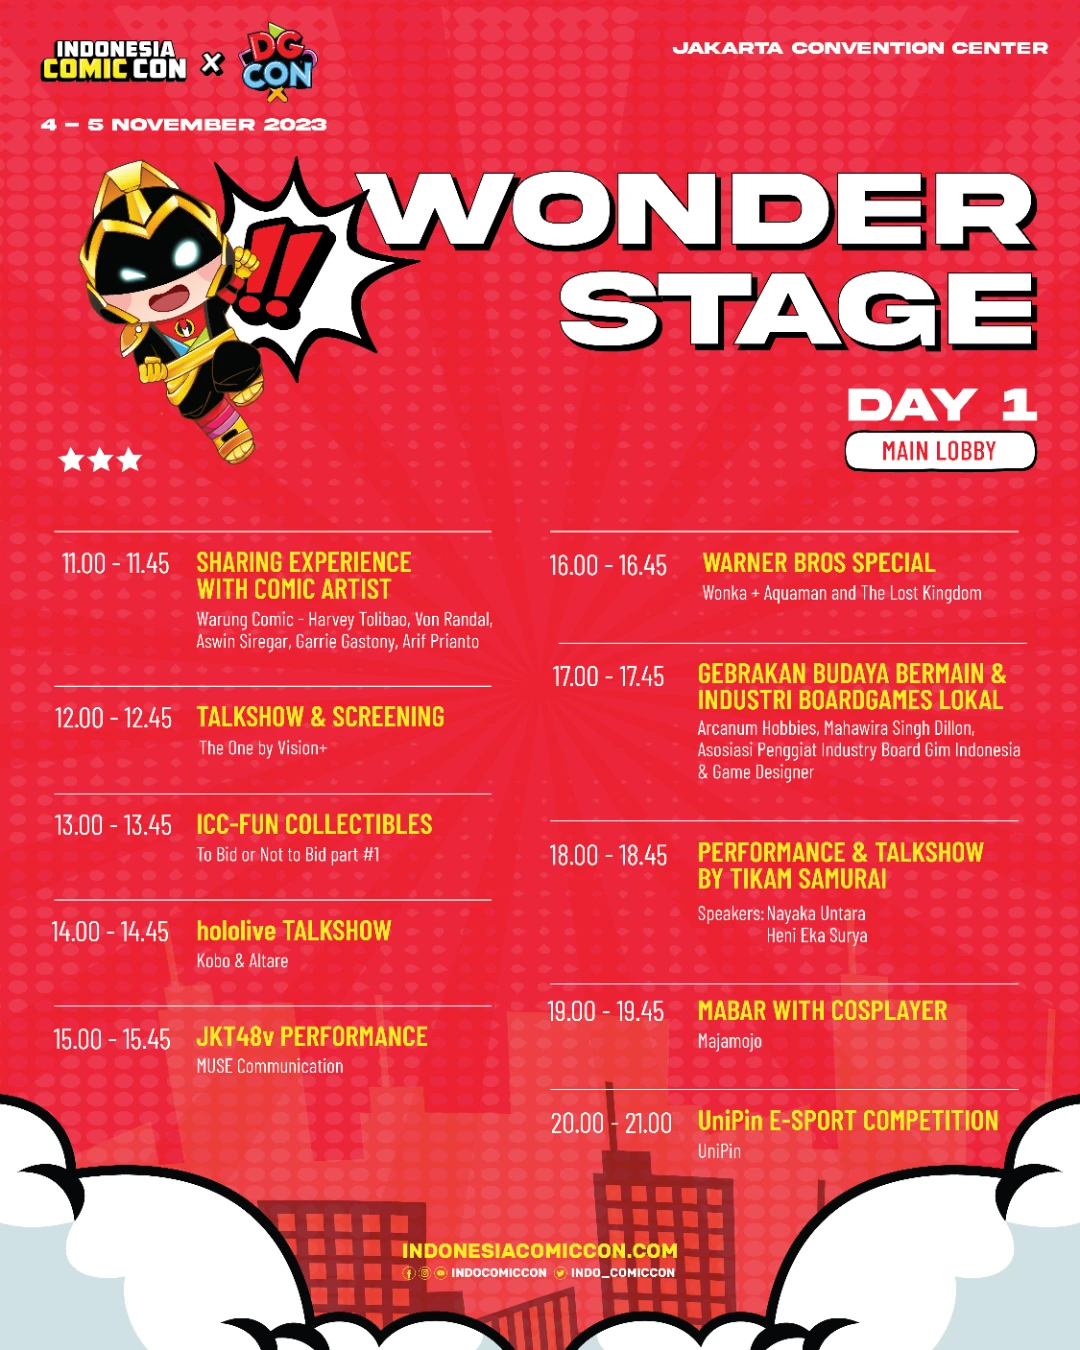 INDONESIA
COMIC CON
X
DG
CON
JAKARTA CONVENTION CENTER
4 – 5 NOVEMBER 2023
!!
WONDER
STAGE
DAY 1
MAIN LOBBY
11.00 - 11.45
SHARING EXPERIENCE
WITH COMIC ARTIST
Warung Comic - Harvey Tolibao, Von Randal,
Aswin Siregar, Garrie Gastony, Arif Prianto
12.00 - 12.45
TALKSHOW & SCREENING
The One by Vision+
13.00 - 13.45
ICC-FUN COLLECTIBLES
To Bid or Not to Bid part #1
14.00 - 14.45
hololive TALKSHOW
Kobo & Altare
15.00 - 15.45
JKT48v PERFORMANCE
MUSE Communication
16.00 - 16.45
WARNER BROS SPECIAL
Wonka + Aquaman and The Lost Kingdom
17.00 - 17.45
GEBRAKAN BUDAYA BERMAIN &
INDUSTRI BOARDGAMES LOKAL
Arcanum Hobbies, Mahawira Singh Dillon,
Asosiasi Penggiat Industry Board Gim Indonesia
& Game Designer
18.00 - 18.45
PERFORMANCE & TALKSHOW
BY TIKAM SAMURAI
Speakers: Nayaka Untara
Heni Eka Surya
19.00 - 19.45
MABAR WITH COSPLAYER
Majamojo
20.00 - 21.00
UniPin E-SPORT COMPETITION
UniPin
INDONESIACOMICCON.COM
INDOCOMICCON INDO_COMICCON